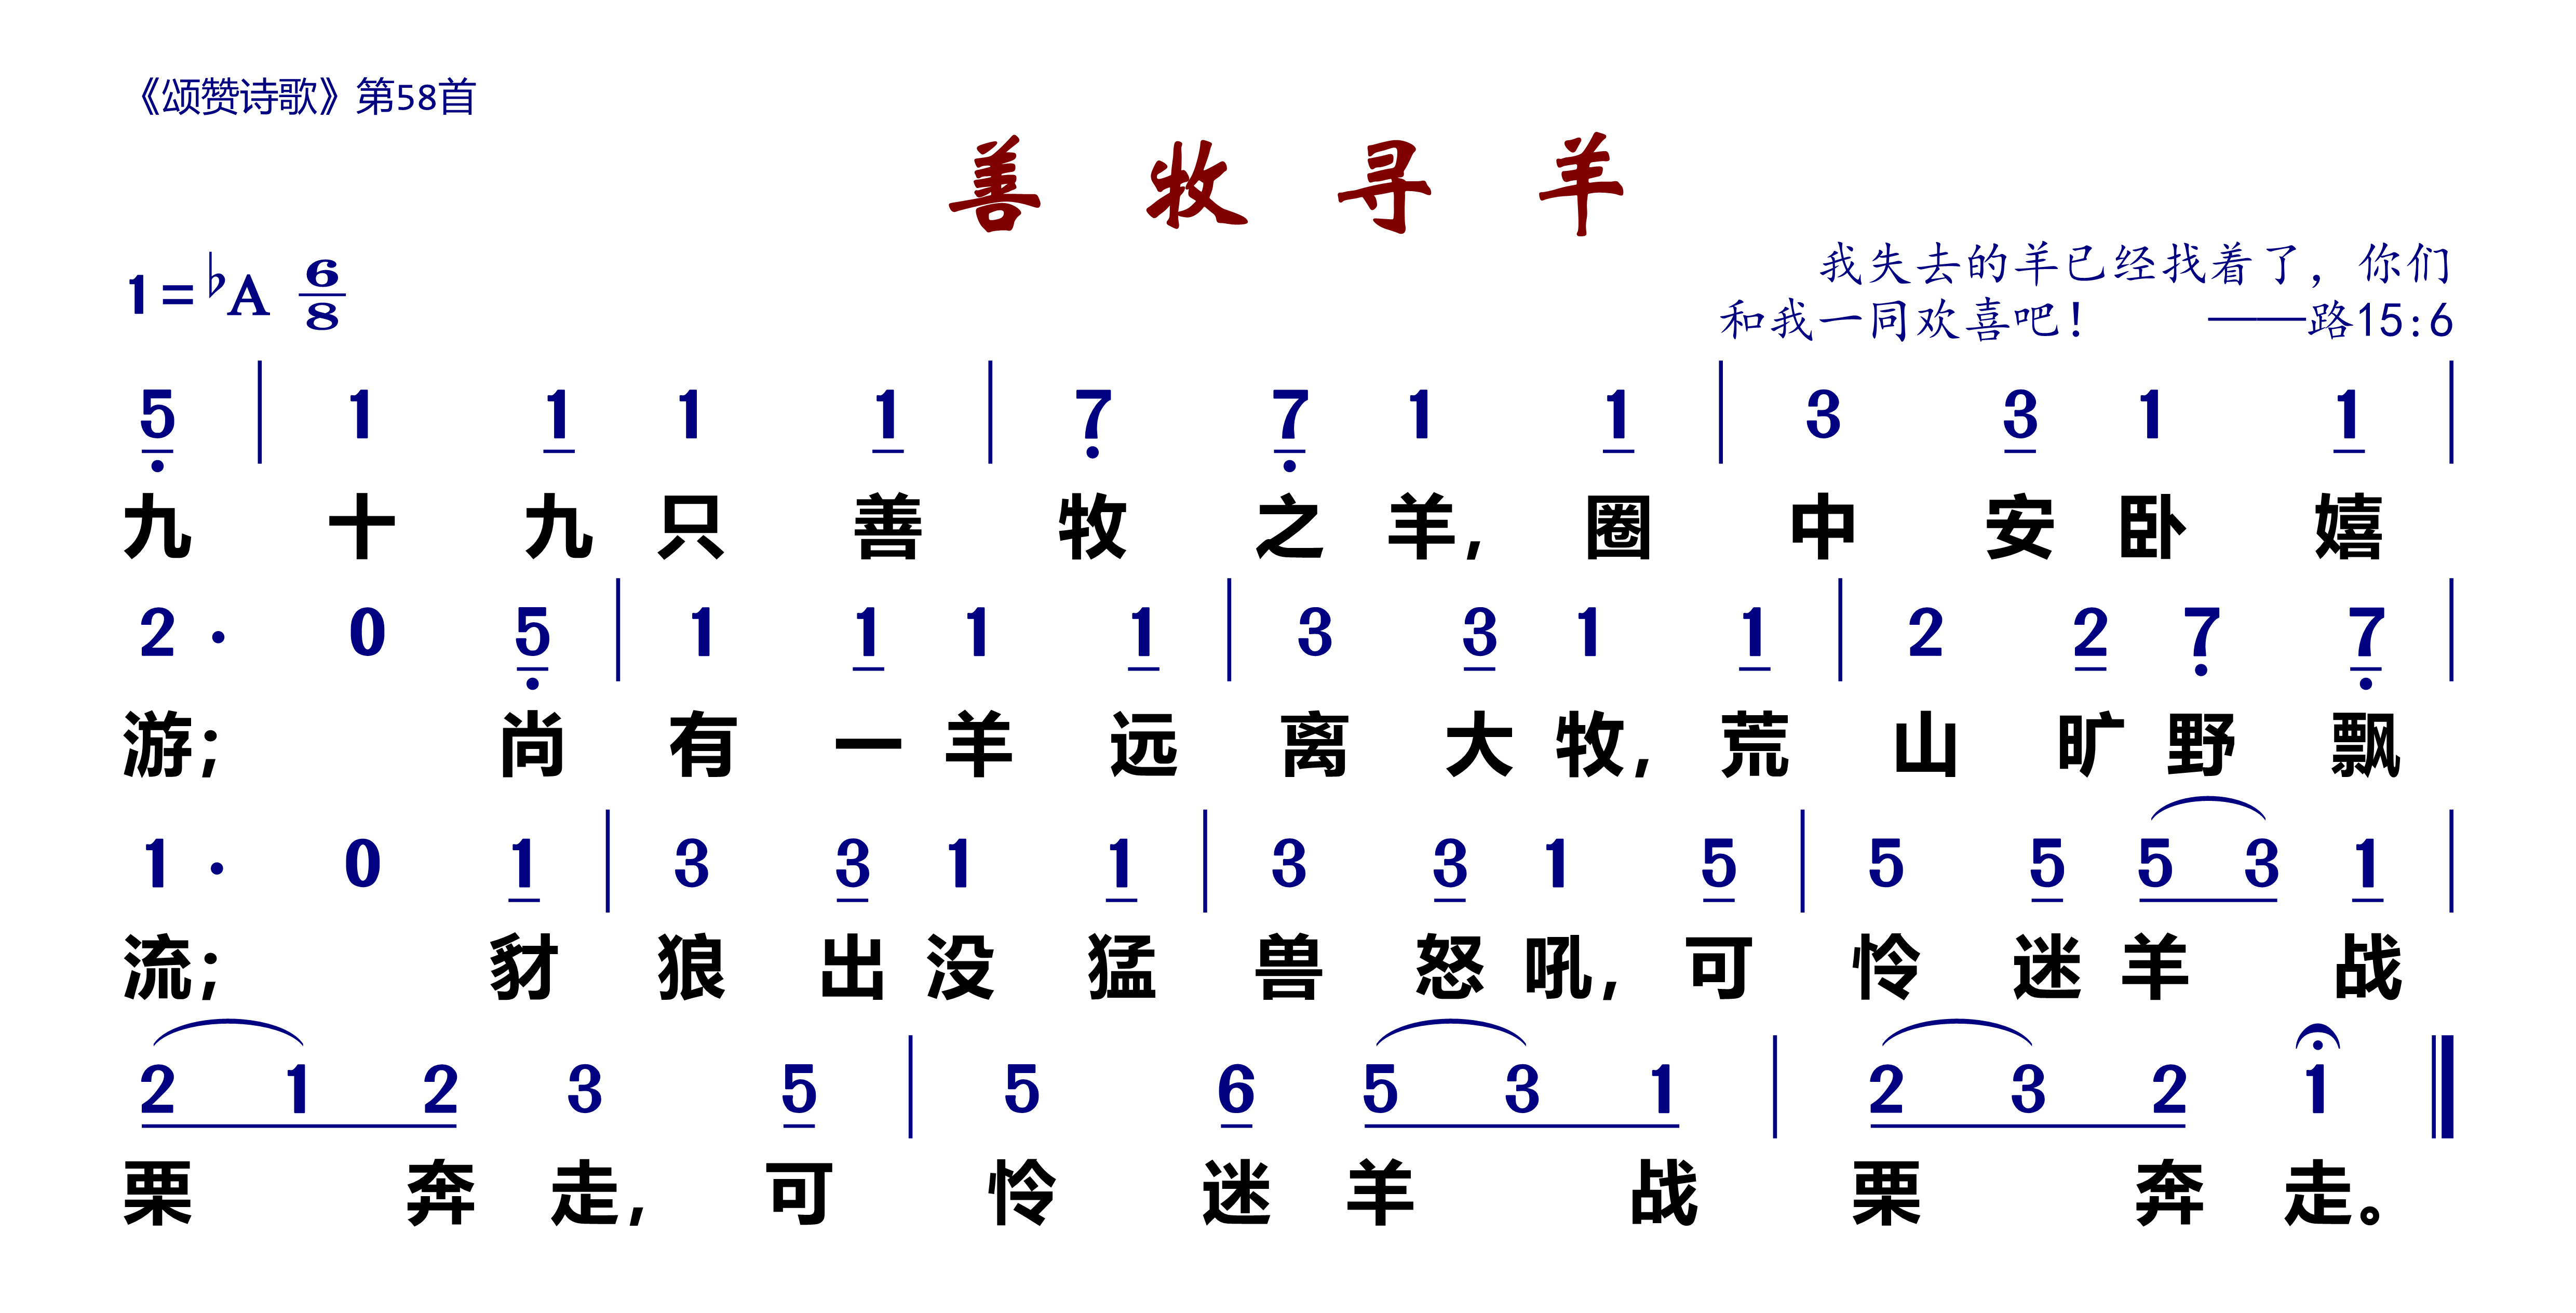 《颂赞诗歌》第58首
善牧寻羊
1=♭A 6/8
我失去的羊已经找着了，你们
和我一同欢喜吧！ ——路15:6
5̣ | 1 1 1 1 | 7̣ 7̣ 1 1 | 3 3 1 1 |
九十九只善牧之羊，圈中安卧嬉
2· 0 5̣ | 1 1 1 1 | 3 3 1 1 | 2 2 7̣ 7̣ |
游；尚有一羊远离大牧，荒山旷野飘
1· 0 1 | 3 3 1 1 | 3 3 1 5 | 5 5 5 3 1 |
流；豺狼出没猛兽怒吼，可怜迷羊战
2 1 2 3 5 | 5 6 5 3 1 | 2 3 2 1 ‖
栗奔走，可怜迷羊战栗奔走。